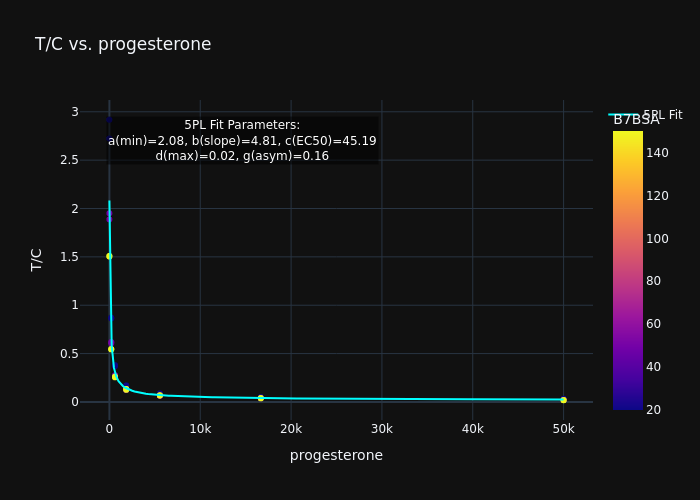 T/C vs. progesterone
5PL Fit Parameters:
a(min)=2.08, b(slope)=4.81, c(EC50)=45.19
d(max)=0.02, g(asym)=0.16
3
2.5
2
1.5
1
0.5
0
T/C
0
10k
20k
30k
40k
50k
progesterone
5PL Fit
B7BSA
140
120
100
80
60
40
20